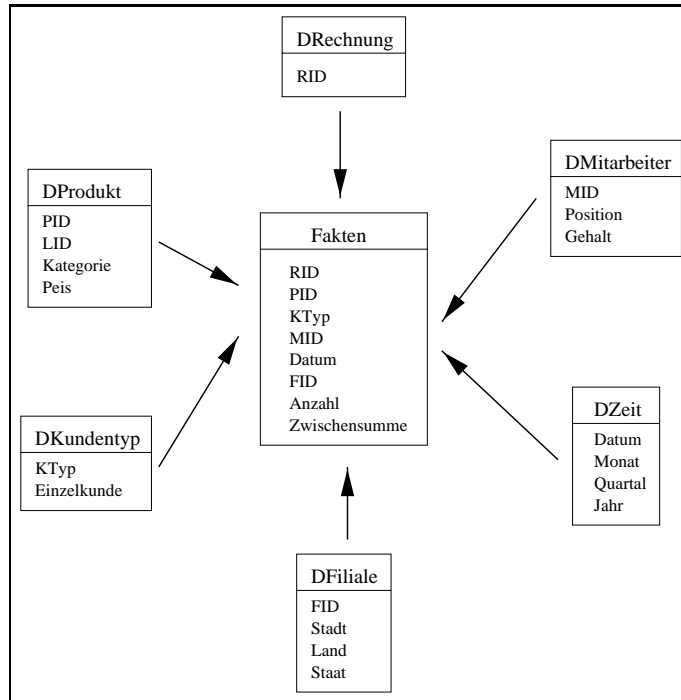 DRechnung
RID
DProdukt
PID
LID
Kategorie
Peis
DMitarbeiter
MID
Position
Gehalt
Fakten
RID
PID
KTyp
MID
Datum
FID
Anzahl
Zwischensumme
DKundentyp
KTyp
Einzelkunde
DZeit
Datum
Monat
Quartal
Jahr
DFiliale
FID
Stadt
Land
Staat